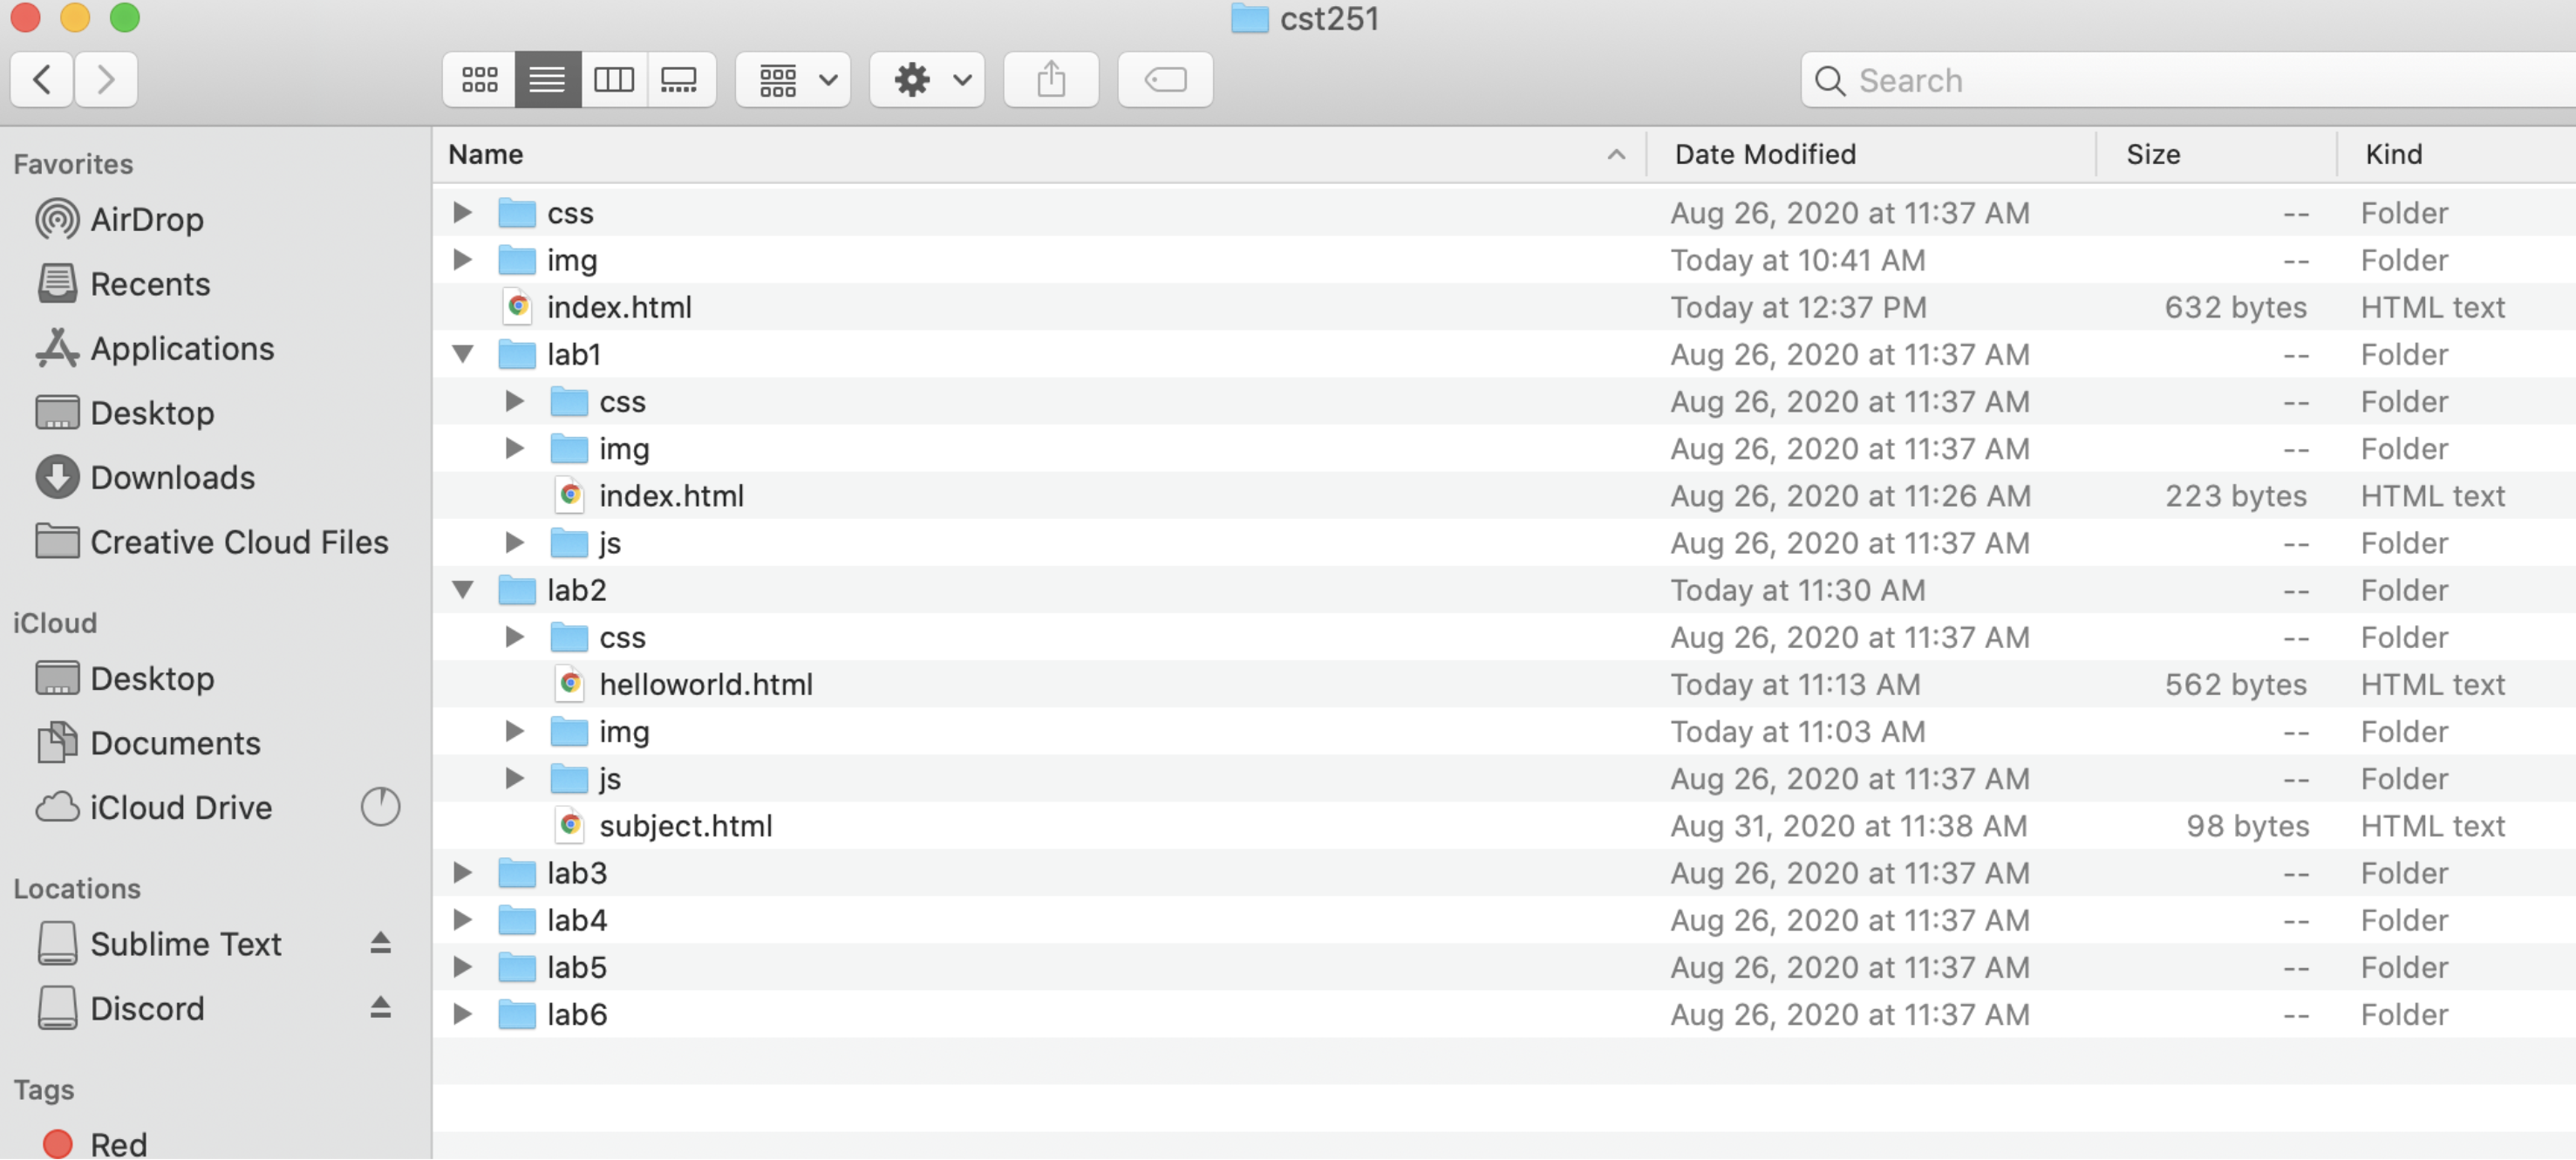 cst251
Search
Favorites
AirDrop
Recents
Applications
Desktop
Downloads
Creative Cloud Files
iCloud
Desktop
Documents
iCloud Drive
Locations
Sublime Text
Discord
Tags
Red
Name Date Modified Size Kind
css Aug 26, 2020 at 11:37 AM -- Folder
img Today at 10:41 AM -- Folder
index.html Today at 12:37 PM 632 bytes HTML text
lab1 Aug 26, 2020 at 11:37 AM -- Folder
css Aug 26, 2020 at 11:37 AM -- Folder
img Aug 26, 2020 at 11:37 AM -- Folder
index.html Aug 26, 2020 at 11:26 AM 223 bytes HTML text
js Aug 26, 2020 at 11:37 AM -- Folder
lab2 Today at 11:30 AM -- Folder
css Aug 26, 2020 at 11:37 AM -- Folder
helloworld.html Today at 11:13 AM 562 bytes HTML text
img Today at 11:03 AM -- Folder
js Aug 26, 2020 at 11:37 AM -- Folder
subject.html Aug 31, 2020 at 11:38 AM 98 bytes HTML text
lab3 Aug 26, 2020 at 11:37 AM -- Folder
lab4 Aug 26, 2020 at 11:37 AM -- Folder
lab5 Aug 26, 2020 at 11:37 AM -- Folder
lab6 Aug 26, 2020 at 11:37 AM -- Folder